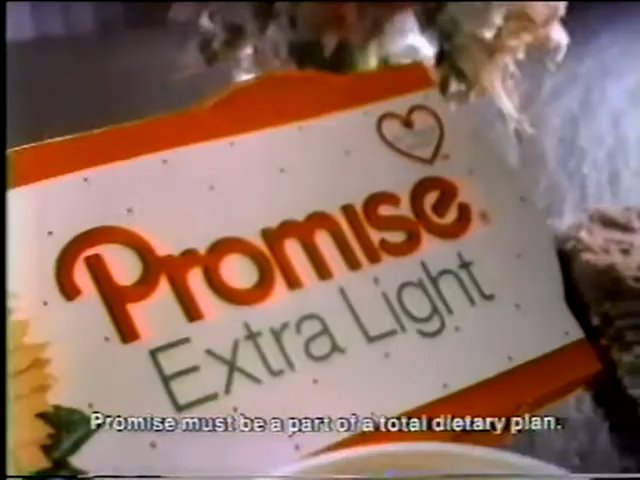 Promise
Extra Light
Promise must be a part of a total dietary plan.